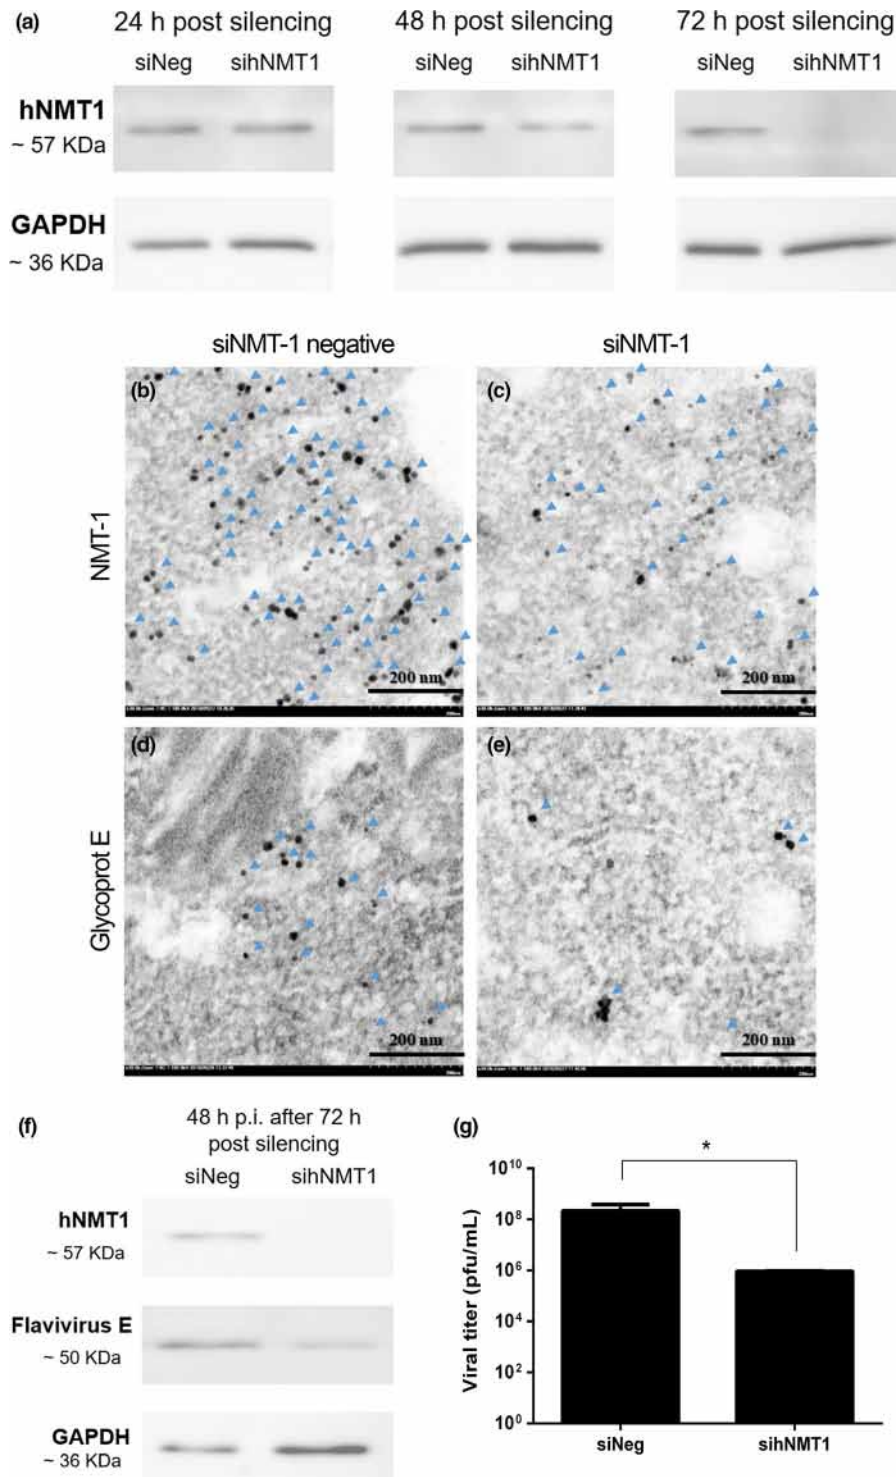 (a)
24 h post silencing
48 h post silencing
72 h post silencing
siNeg sihNMT1
siNeg sihNMT1
siNeg sihNMT1
hNMT1
~ 57 KDa
GAPDH
~ 36 KDa
siNMT-1 negative
siNMT-1
NMT-1
(b)
200 nm
(c)
200 nm
Glycoprot E
(d)
200 nm
(e)
200 nm
(f)
48 h p.i. after 72 h
post silencing
siNeg sihNMT1
hNMT1
~ 57 KDa
Flavivirus E
~ 50 KDa
GAPDH
~ 36 KDa
(g)
*
Viral titer (pfu/mL)
10¹⁰
10⁸
10⁶
10⁴
10²
10⁰
siNeg
sihNMT1